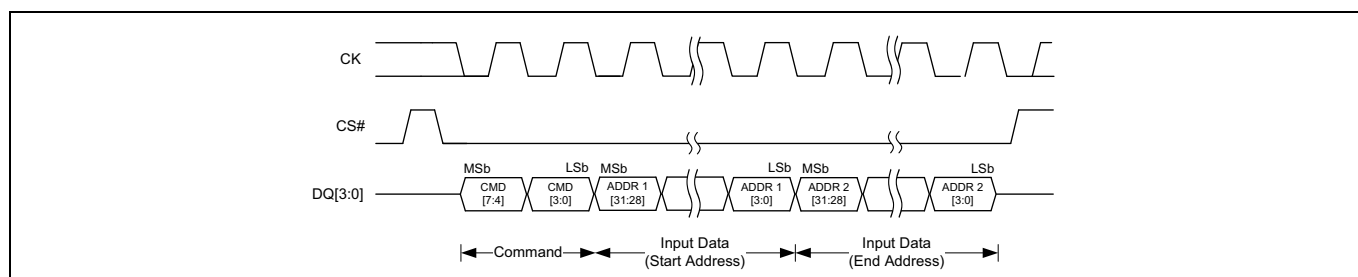 CK
CS#
MSb LSb MSb LSb MSb LSb
DQ[3:0]
CMD
[7:4]
CMD
[3:0]
ADDR 1
[31:28]
ADDR 1
[3:0]
ADDR 2
[31:28]
ADDR 2
[3:0]
Command
Input Data
(Start Address)
Input Data
(End Address)